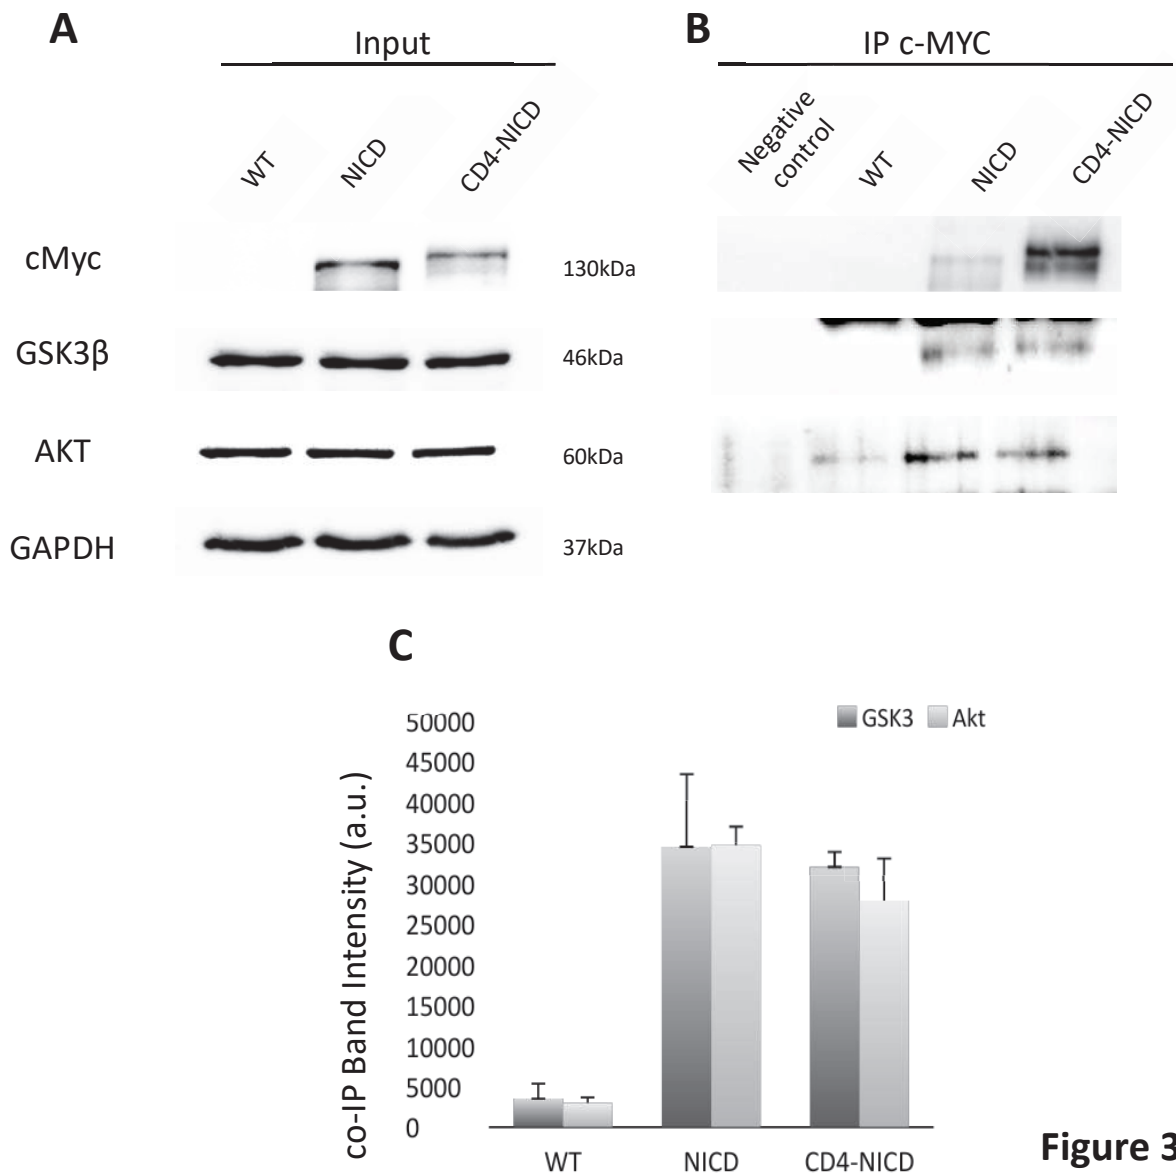 A
B
Input
IP c-MYC
WT
NICD
CD4-NICD
Negative
control
WT
NICD
CD4-NICD
cMyc
130kDa
GSK3β
46kDa
AKT
60kDa
GAPDH
37kDa
C
co-IP Band Intensity (a.u.)
50000
45000
40000
35000
30000
25000
20000
15000
10000
5000
0
GSK3
Akt
WT
NICD
CD4-NICD
Figure 3